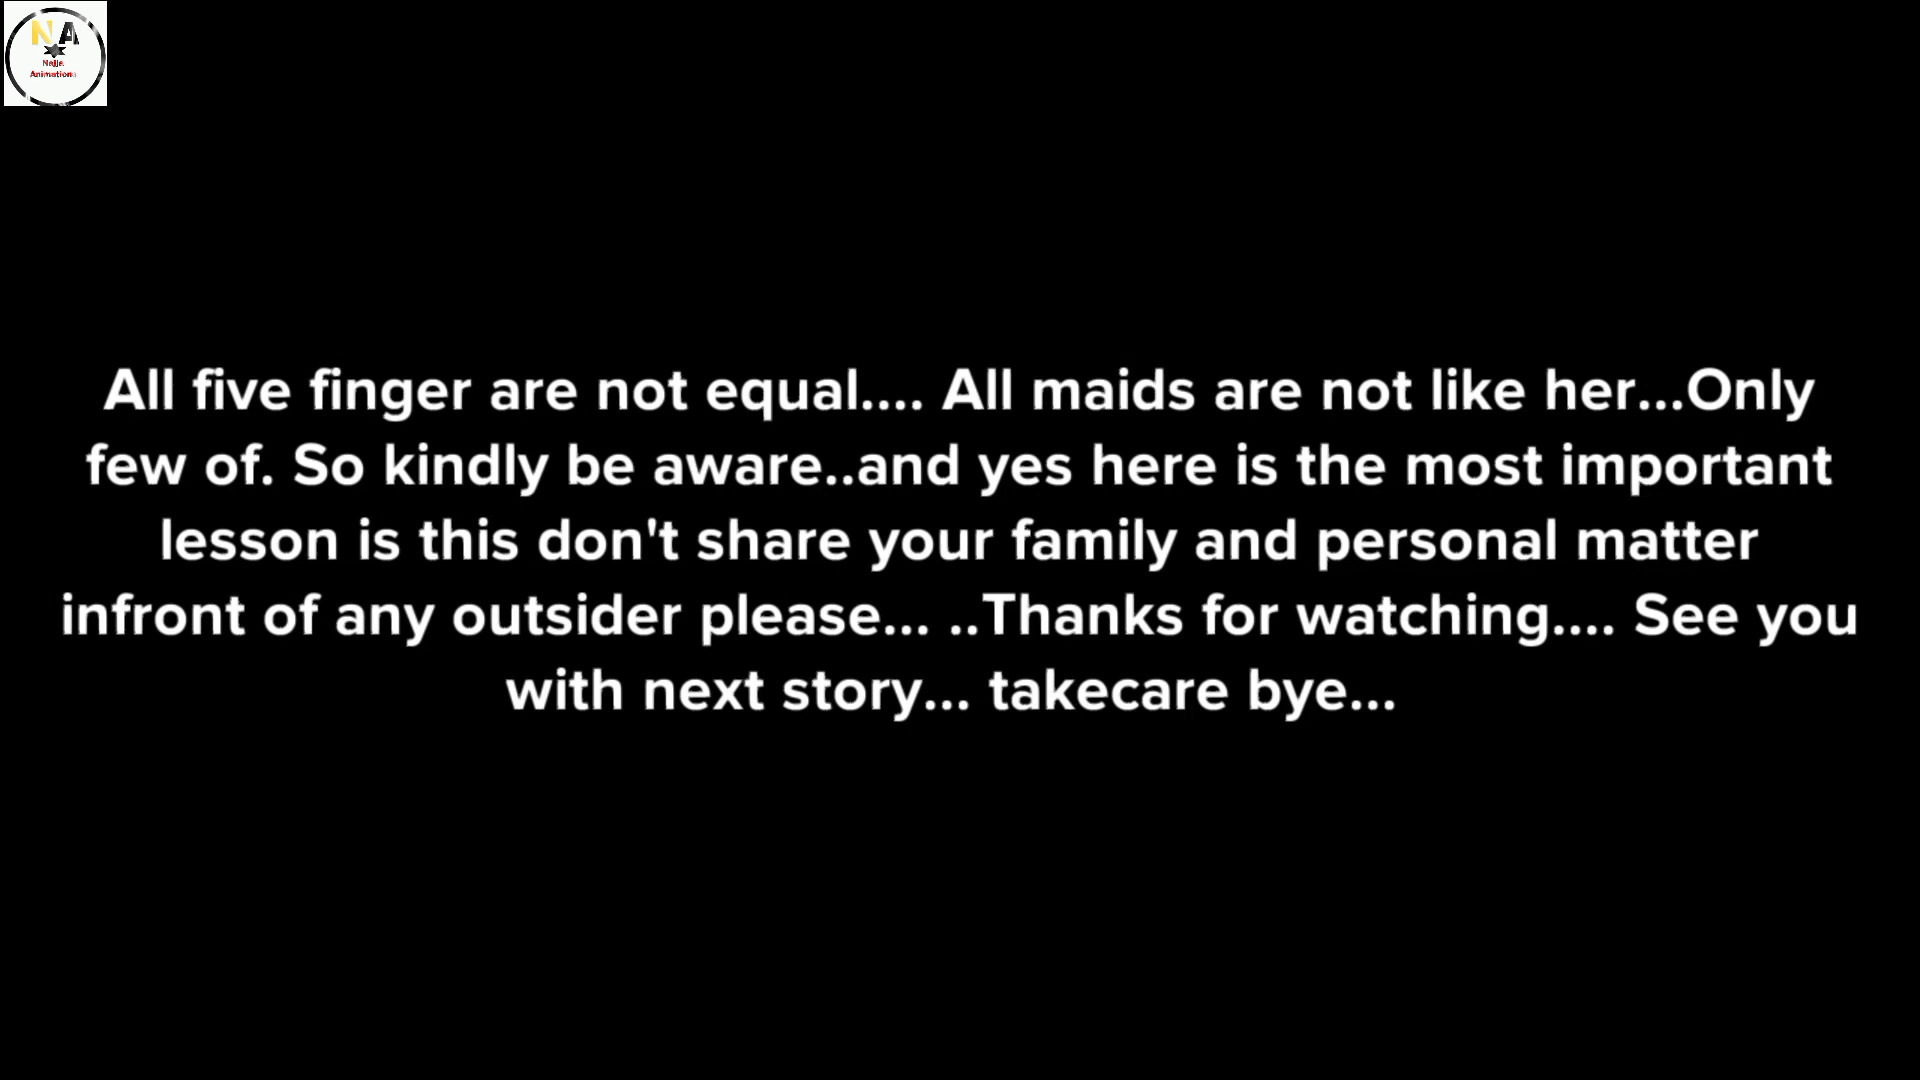 NA
Naija
Animations
All five finger are not equal.... All maids are not like her...Only
few of. So kindly be aware..and yes here is the most important
lesson is this don't share your family and personal matter
infront of any outsider please... ..Thanks for watching.... See you
with next story... takecare bye...